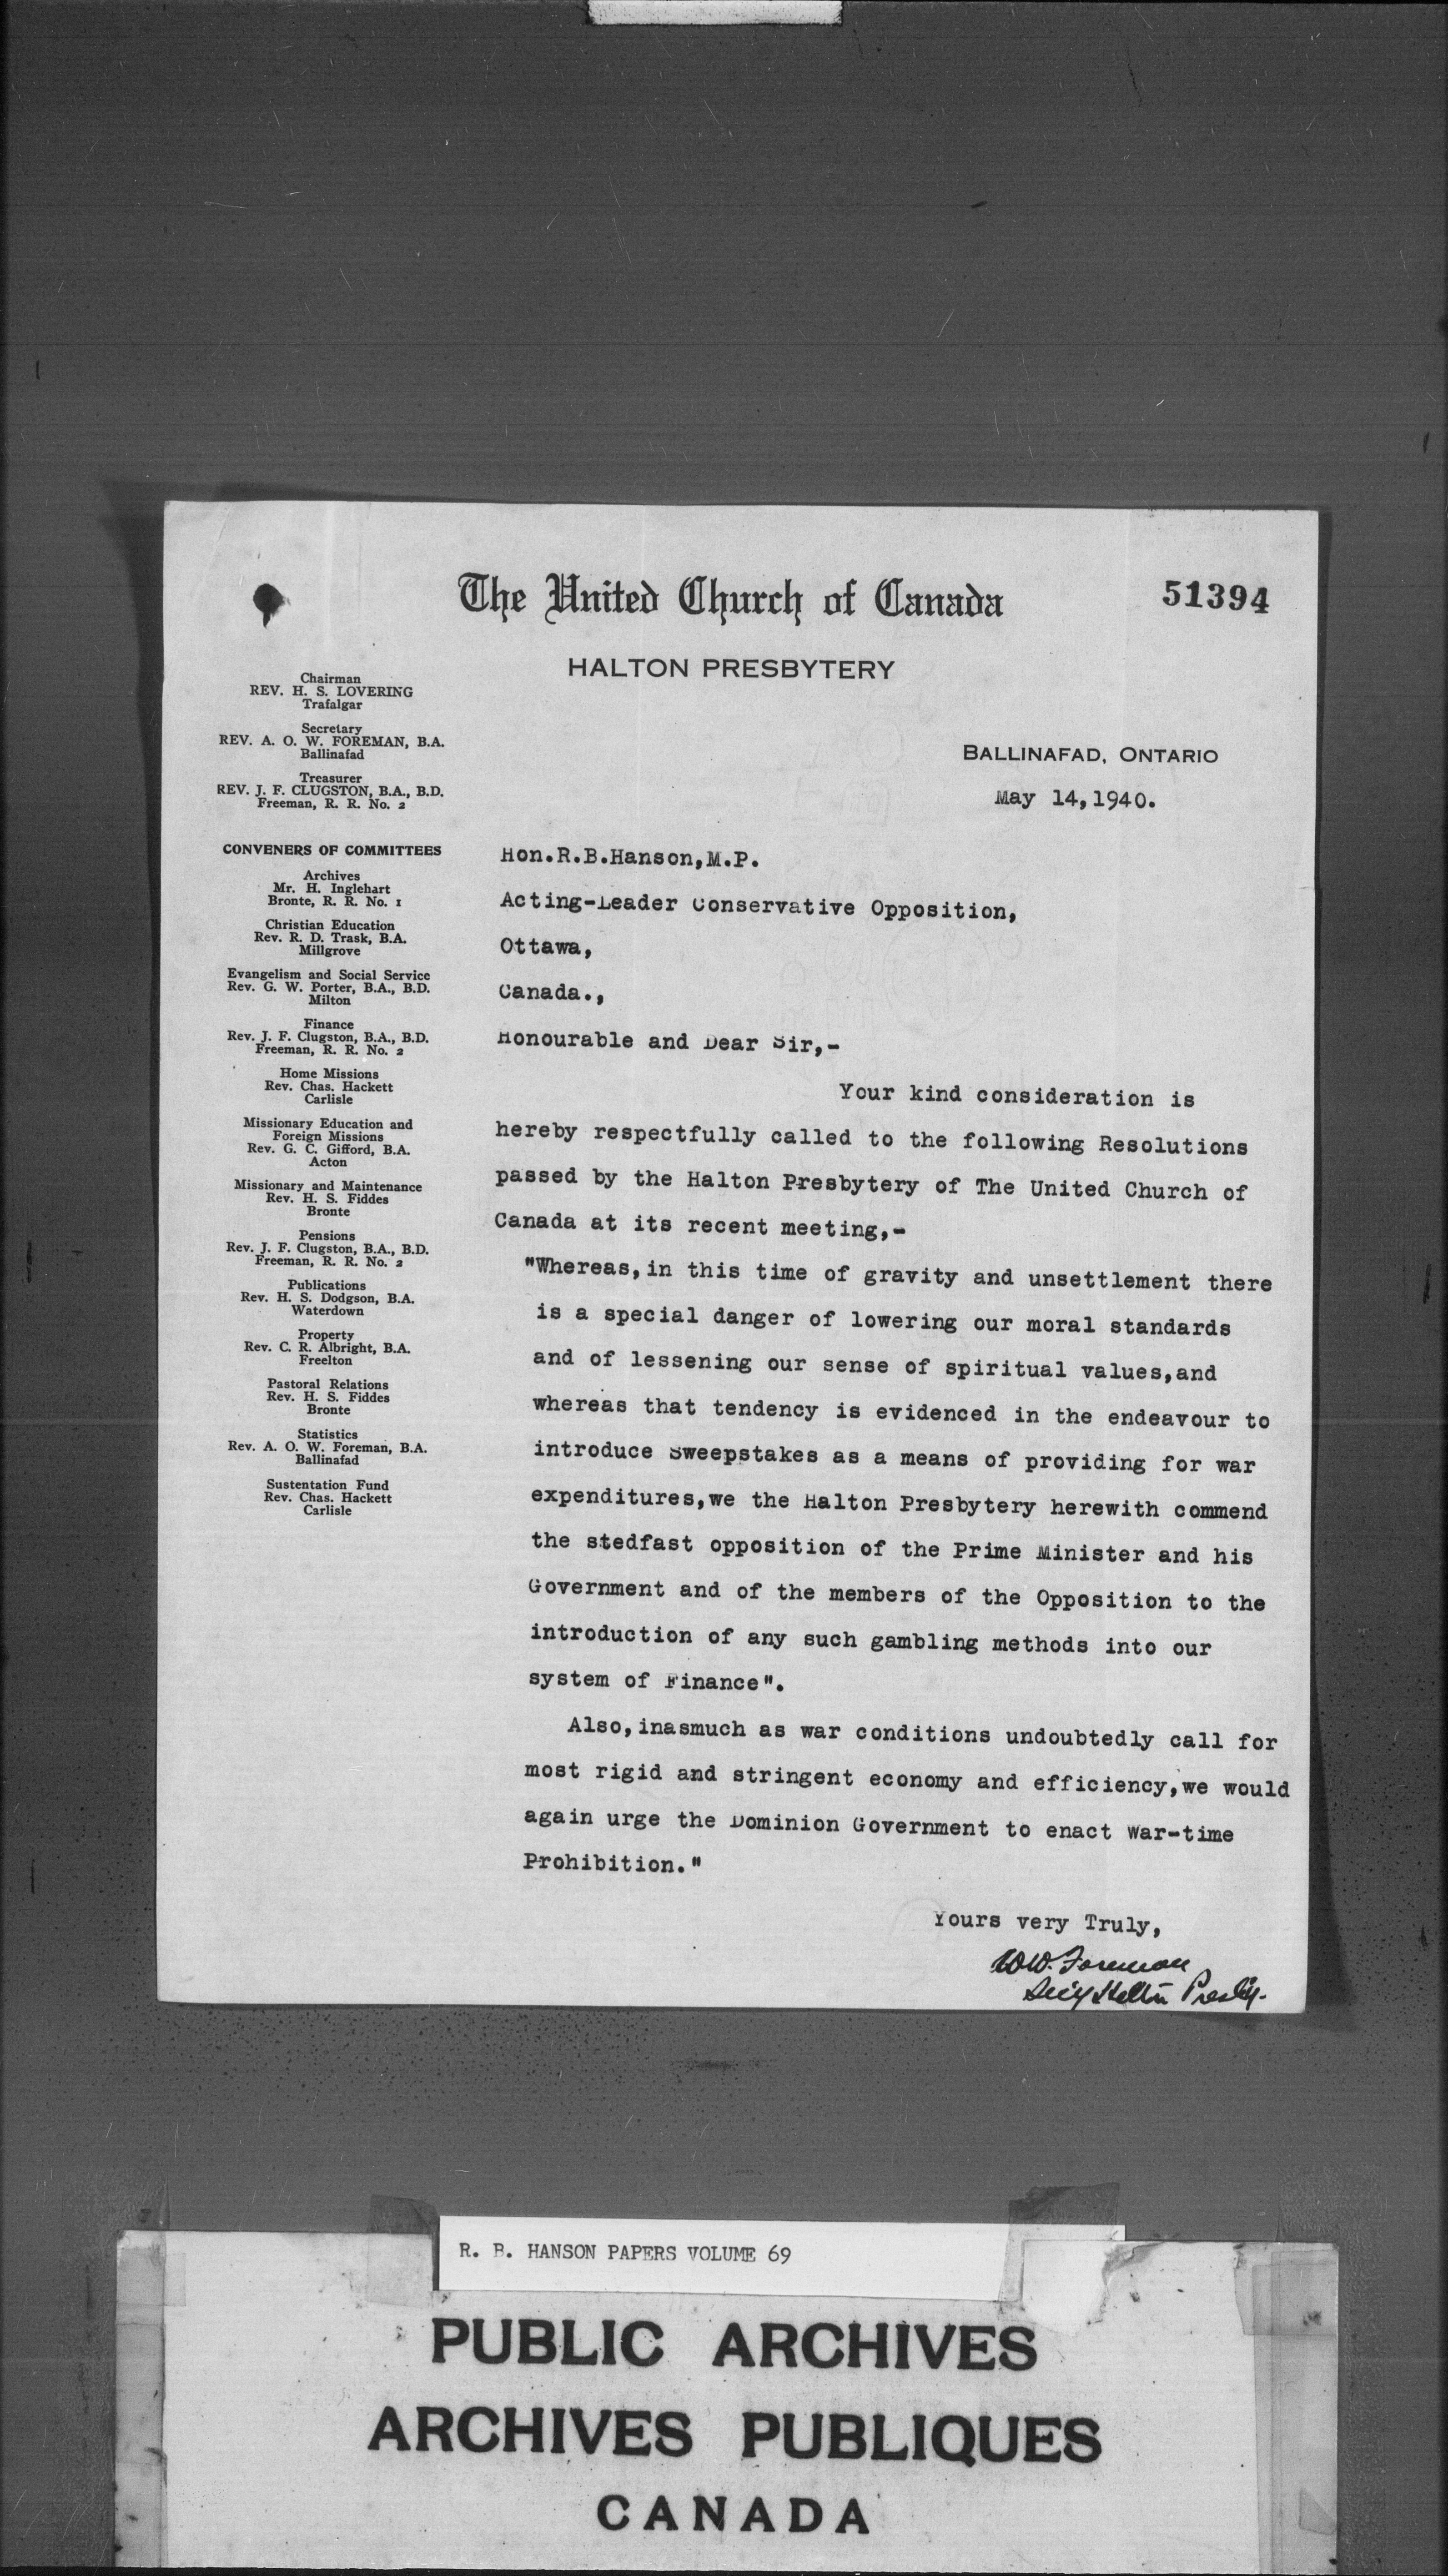 The United Church of Canada
51394
HALTON PRESBYTERY
Chairman
REV. H. S. LOVERING
Trafalgar
Secretary
REV. A. O. W. FOREMAN, B.A.
Ballinafad
Treasurer
REV. J. F. CLUGSTON, B.A., B.D.
Freeman, R. R. No. 2
CONVENERS OF COMMITTEES
Archives
Mr. H. Inglehart
Bronte, R. R. No. 1
Christian Education
Rev. R. D. Trask, B.A.
Millgrove
Evangelism and Social Service
Rev. G. W. Porter, B.A., B.D.
Milton
Finance
Rev. J. F. Clugston, B.A., B.D.
Freeman, R. R. No. 2
Home Missions
Rev. Chas. Hackett
Carlisle
Missionary Education and
Foreign Missions
Rev. G. C. Gifford, B.A.
Acton
Missionary and Maintenance
Rev. H. S. Fiddes
Bronte
Pensions
Rev. J. F. Clugston, B.A., B.D.
Freeman, R. R. No. 2
Publications
Rev. H. S. Dodgson, B.A.
Waterdown
Property
Rev. C. R. Albright, B.A.
Freelton
Pastoral Relations
Rev. H. S. Fiddes
Bronte
Statistics
Rev. A. O. W. Foreman, B.A.
Ballinafad
Sustentation Fund
Rev. Chas. Hackett
Carlisle
BALLINAFAD, ONTARIO
May 14,1940.
Hon.R.B.Hanson,M.P.
Acting-Leader Conservative Opposition,
Ottawa,
Canada.,
Honourable and Dear Sir,-
Your kind consideration is
hereby respectfully called to the following Resolutions
passed by the Halton Presbytery of The United Church of
Canada at its recent meeting,-
"Whereas,in this time of gravity and unsettlement there
is a special danger of lowering our moral standards
and of lessening our sense of spiritual values,and
whereas that tendency is evidenced in the endeavour to
introduce Sweepstakes as a means of providing for war
expenditures,we the Halton Presbytery herewith commend
the stedfast opposition of the Prime Minister and his
Government and of the members of the Opposition to the
introduction of any such gambling methods into our
system of Finance".
Also,inasmuch as war conditions undoubtedly call for
most rigid and stringent economy and efficiency,we would
again urge the Dominion Government to enact War-time
Prohibition."
Yours very Truly,
Foreman
Sec'y Halton Presb'y.
R. B. HANSON PAPERS VOLUME 69
PUBLIC ARCHIVES
ARCHIVES PUBLIQUES
CANADA